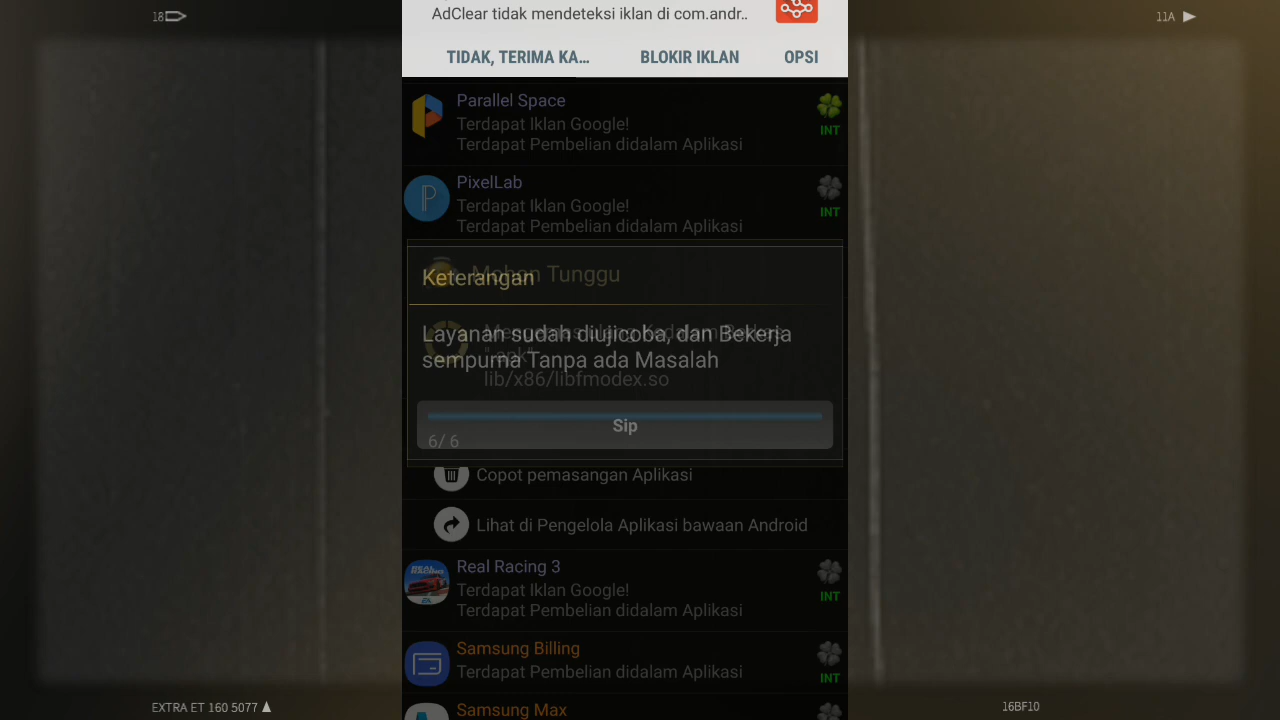 18
11A
AdClear tidak mendeteksi iklan di com.andr..
TIDAK, TERIMA KA... BLOKIR IKLAN OPSI
Parallel Space
Terdapat Iklan Google!
Terdapat Pembelian didalam Aplikasi
INT
PixelLab
Terdapat Iklan Google!
Terdapat Pembelian didalam Aplikasi
INT
Mohon Tunggu
Keterangan
Layanan sudah diujicoba, dan Bekerja
sempurna Tanpa ada Masalah
lib/x86/libfmodex.so
Sip
6/ 6
Copot pemasangan Aplikasi
Lihat di Pengelola Aplikasi bawaan Android
Real Racing 3
Terdapat Iklan Google!
Terdapat Pembelian didalam Aplikasi
INT
Samsung Billing
Terdapat Pembelian didalam Aplikasi
INT
Samsung Max
EXTRA ET 160 5077
16BF10